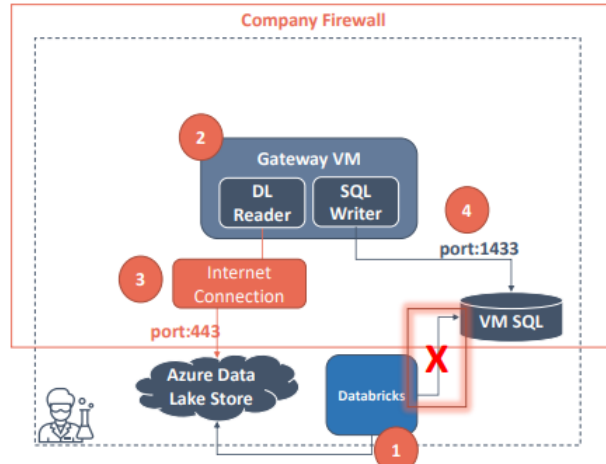 Company Firewall
2
Gateway VM
DL
Reader
SQL
Writer
4
port:1433
3
Internet
Connection
port:443
VM SQL
X
Azure Data
Lake Store
Databricks
1